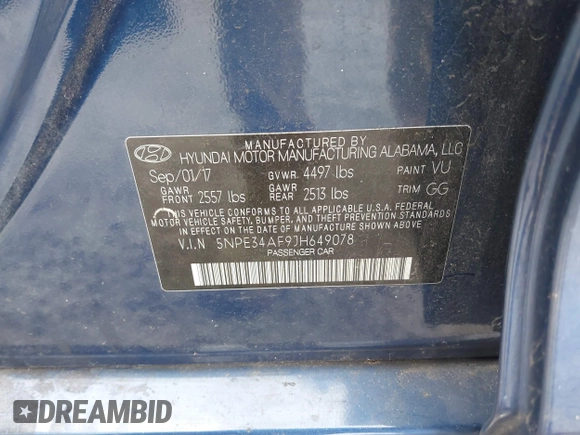 MANUFACTURED BY
HYUNDAI MOTOR MANUFACTURING ALABAMA, LLC
Sep/01/17 GVWR 4497 lbs PAINT VU
GAWR FRONT 2557 lbs GAWR REAR 2513 lbs TRIM GG
THIS VEHICLE CONFORMS TO ALL APPLICABLE U.S.A. FEDERAL
MOTOR VEHICLE SAFETY, BUMPER, AND THEFT PREVENTION
STANDARDS IN EFFECT ON THE DATE OF MANUFACTURE SHOWN ABOVE.
V.I.N 5NPE34AF9JH649078
PASSENGER CAR
DREAMBID